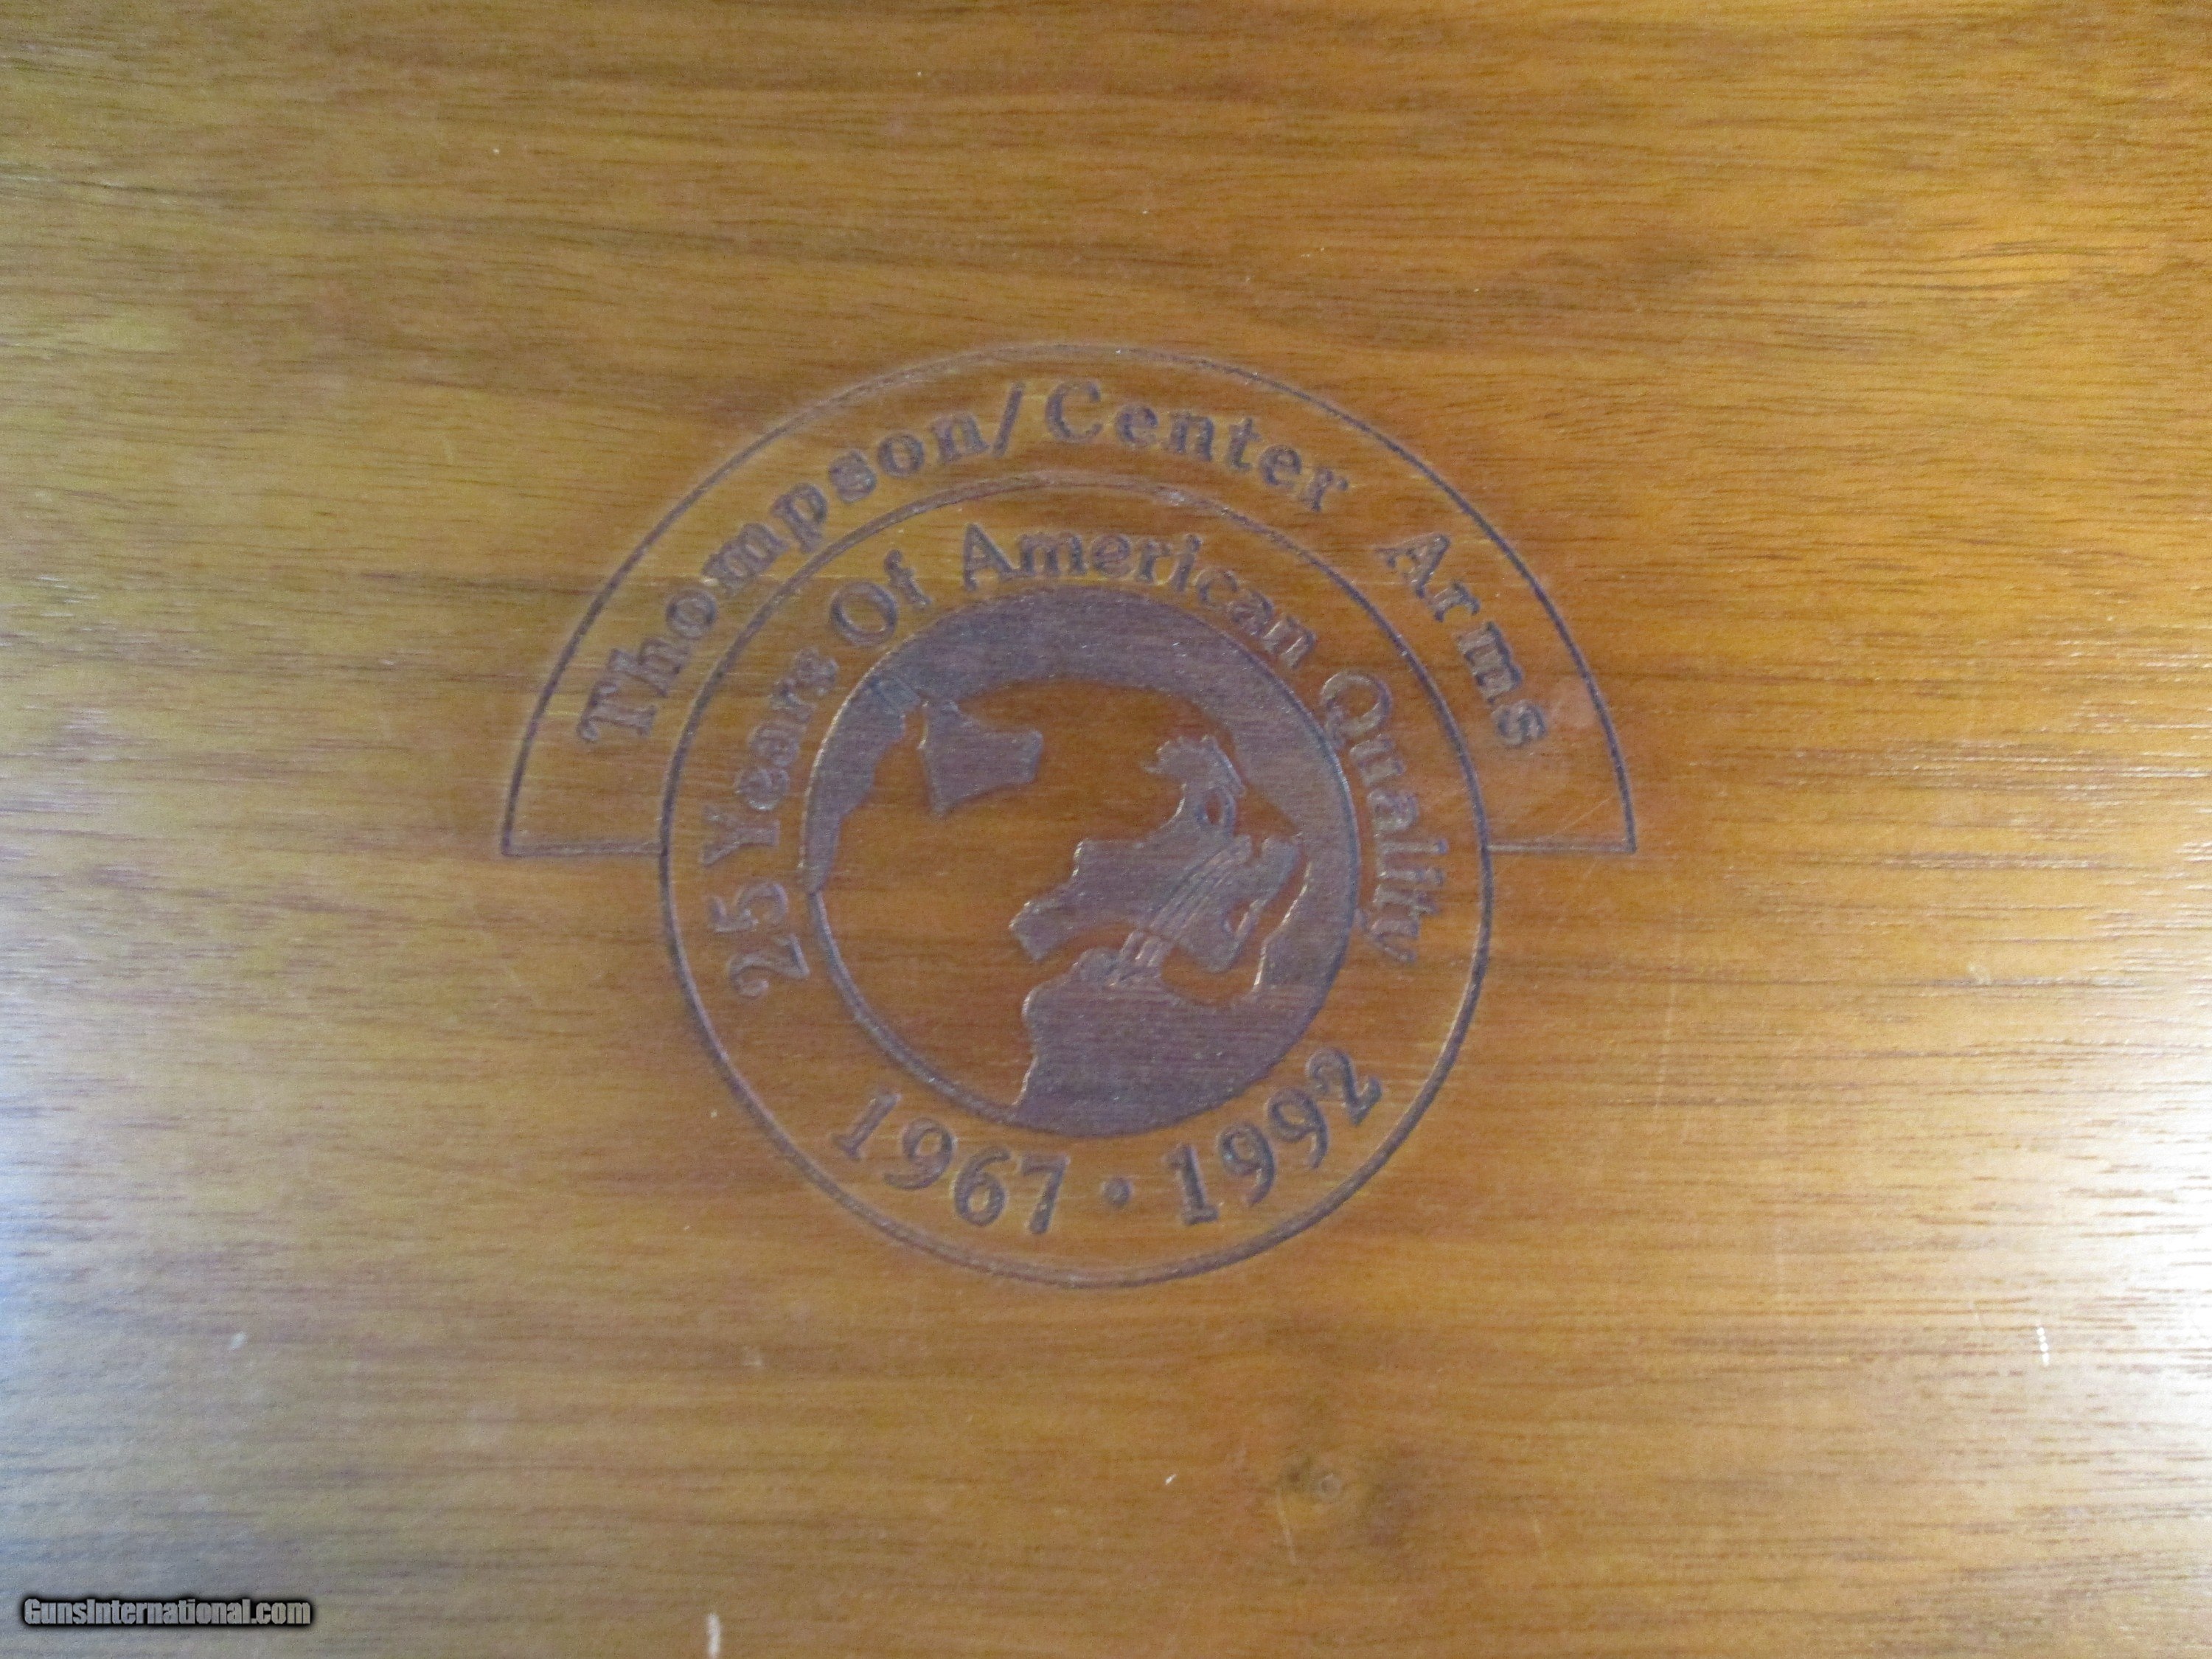 Thompson/Center Arms
25 Years Of American Quality
1967 • 1992
GunsInternational.com